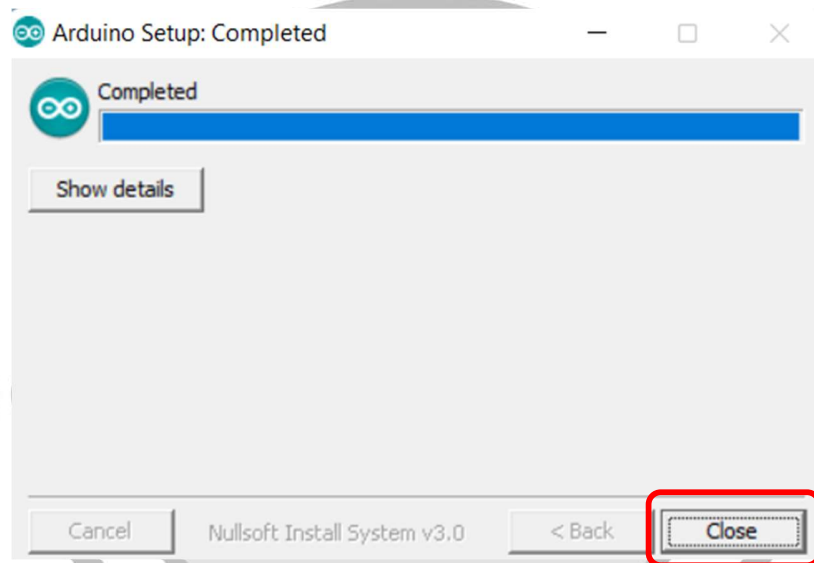 Arduino Setup: Completed
Completed
Show details
Cancel
Nullsoft Install System v3.0
< Back
Close